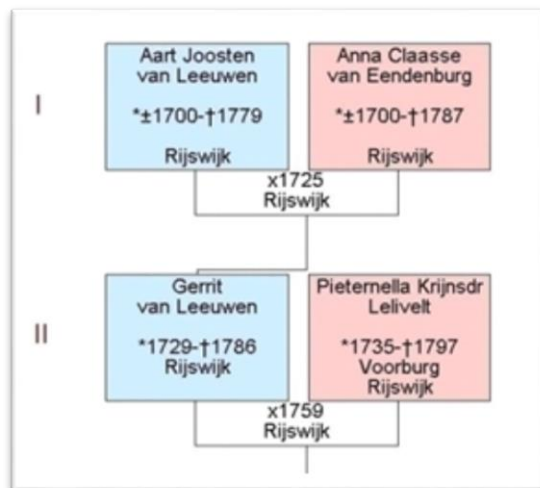 I
Aart Joosten
van Leeuwen
*±1700-†1779
Rijswijk
Anna Claasse
van Eendenburg
*±1700-†1787
Rijswijk
x1725
Rijswijk
II
Gerrit
van Leeuwen
*1729-†1786
Rijswijk
Pieternella Krijnsdr
Lelivelt
*1735-†1797
Voorburg
Rijswijk
x1759
Rijswijk